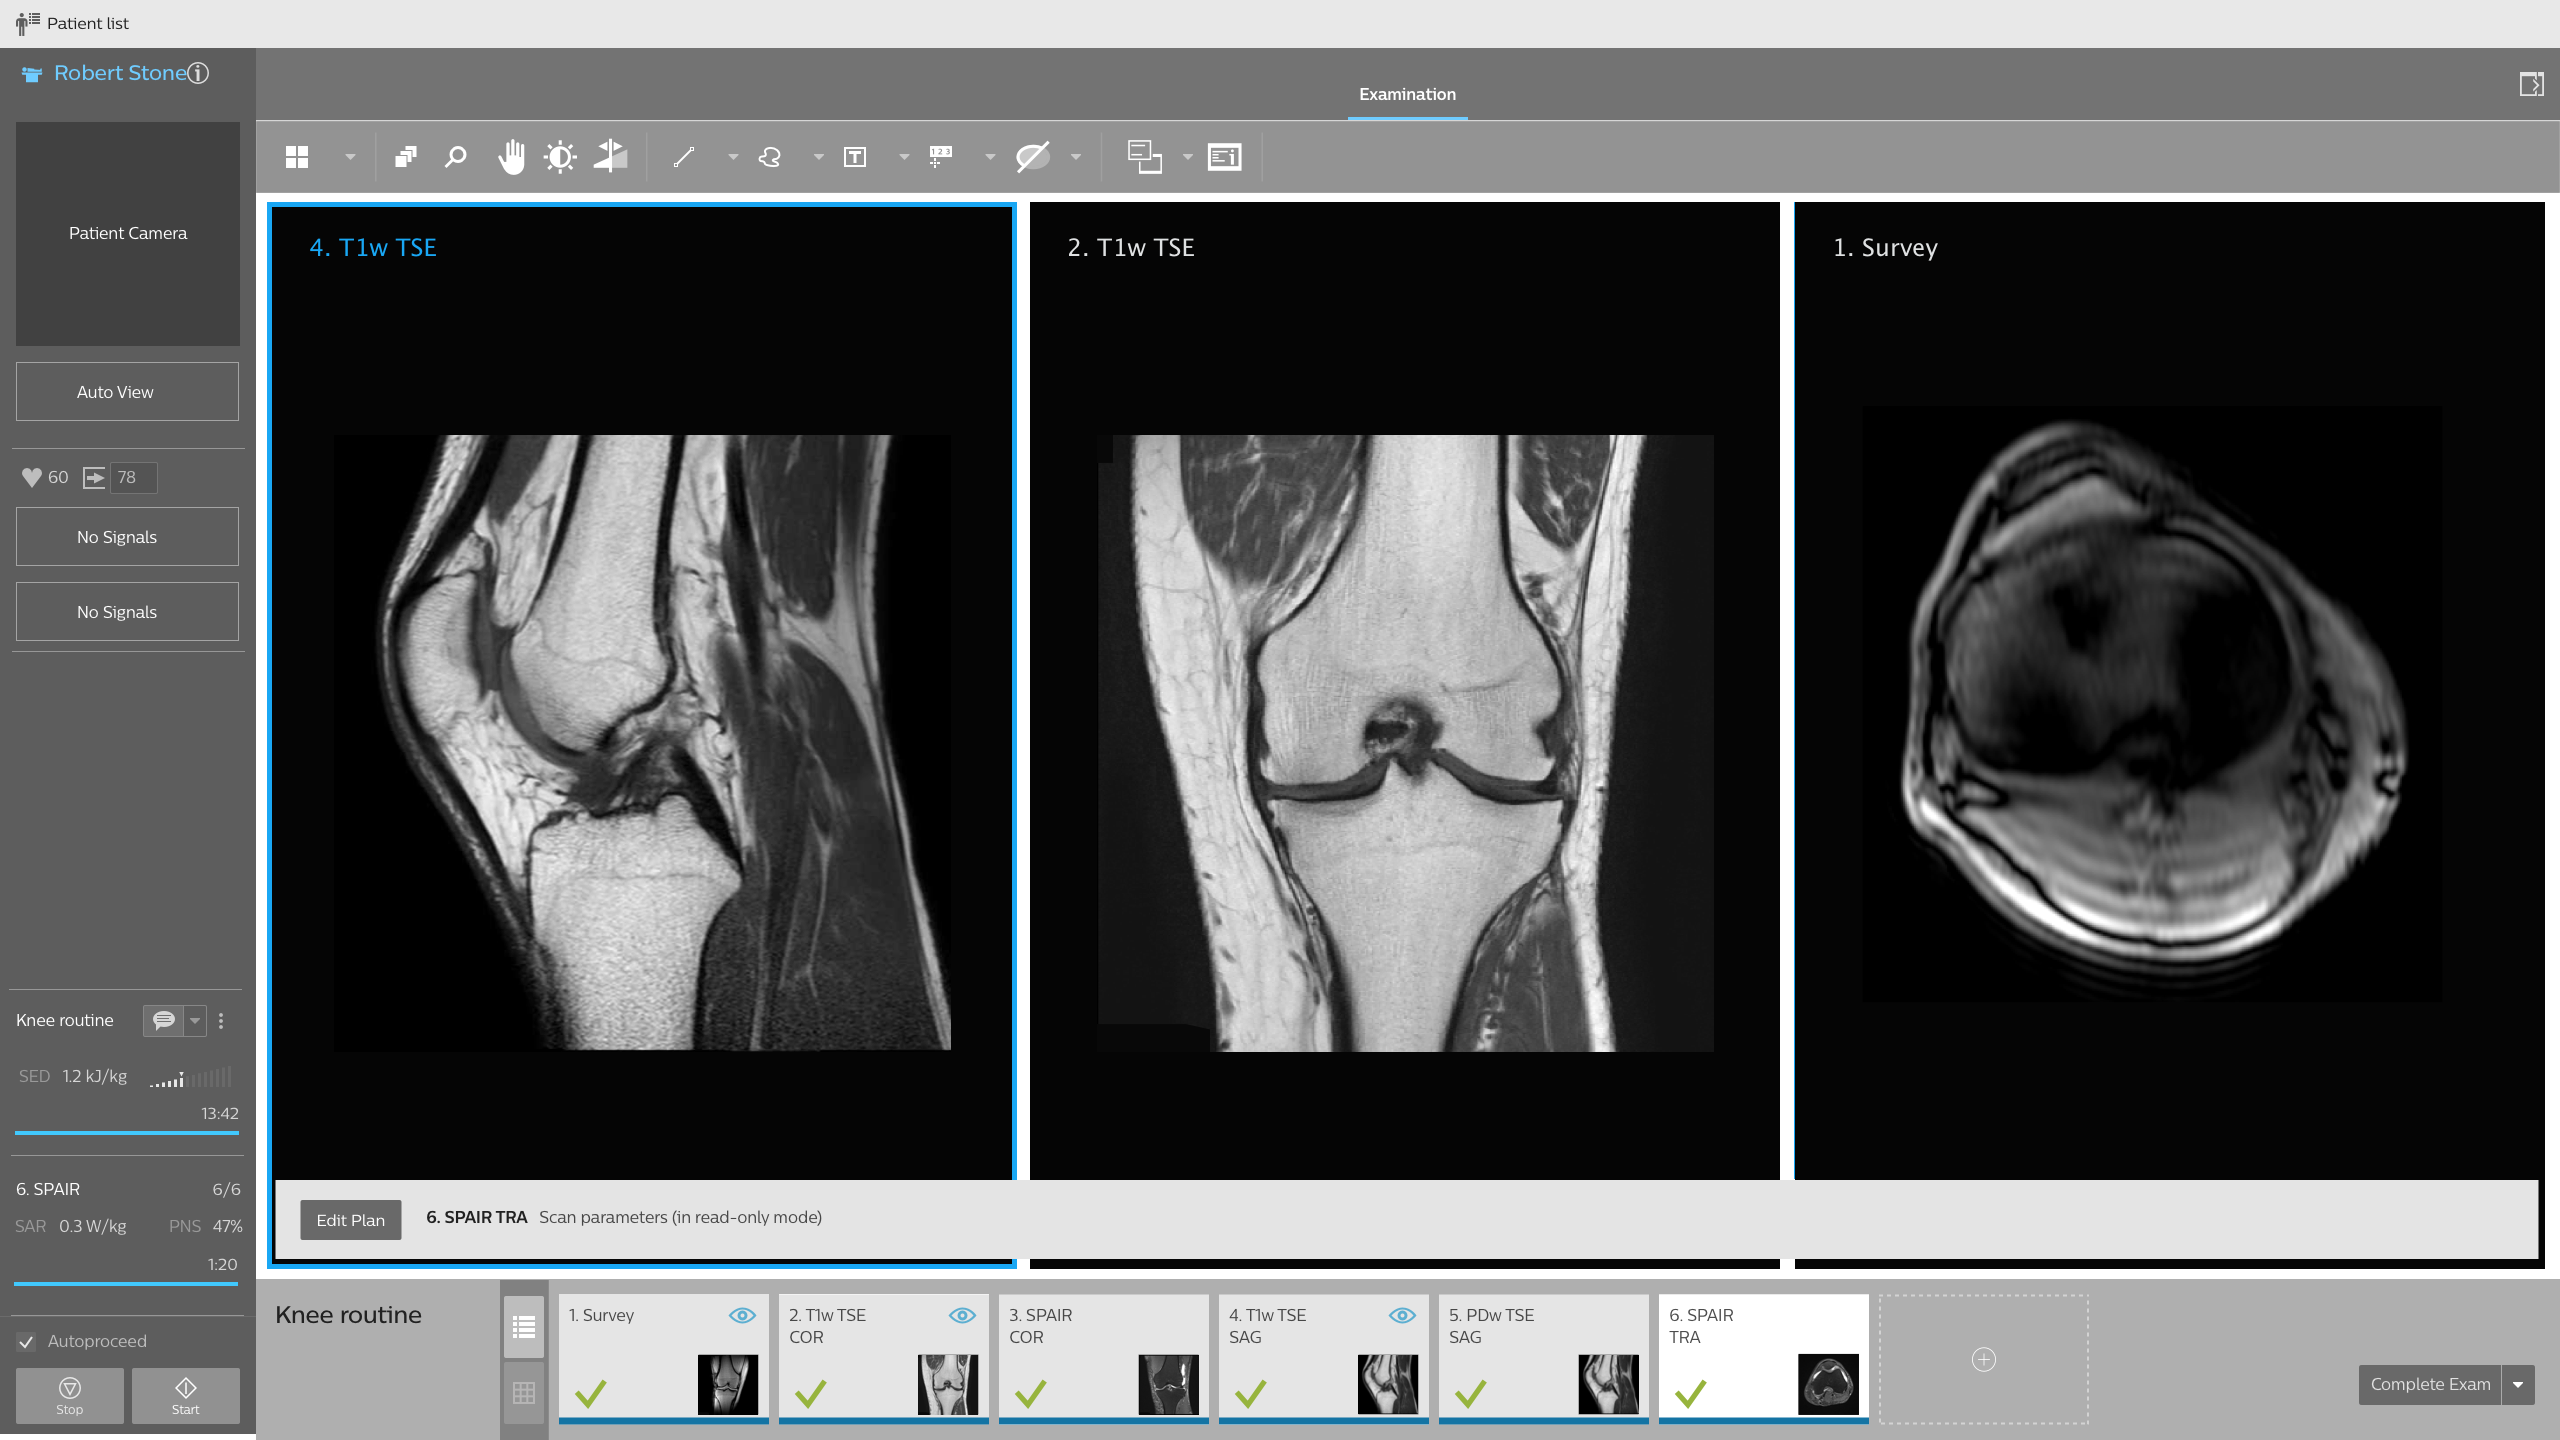 Patient list
Robert Stone
Examination
Patient Camera
Auto View
60 78
No Signals
No Signals
4. T1w TSE
2. T1w TSE
1. Survey
Knee routine
SED 1.2 kJ/kg
13:42
6. SPAIR 6/6
SAR 0.3 W/kg PNS 47%
1:20
Autoproceed
Stop
Start
Edit Plan
6. SPAIR TRA Scan parameters (in read-only mode)
Knee routine
1. Survey
2. T1w TSE
COR
3. SPAIR
COR
4. T1w TSE
SAG
5. PDw TSE
SAG
6. SPAIR
TRA
Complete Exam